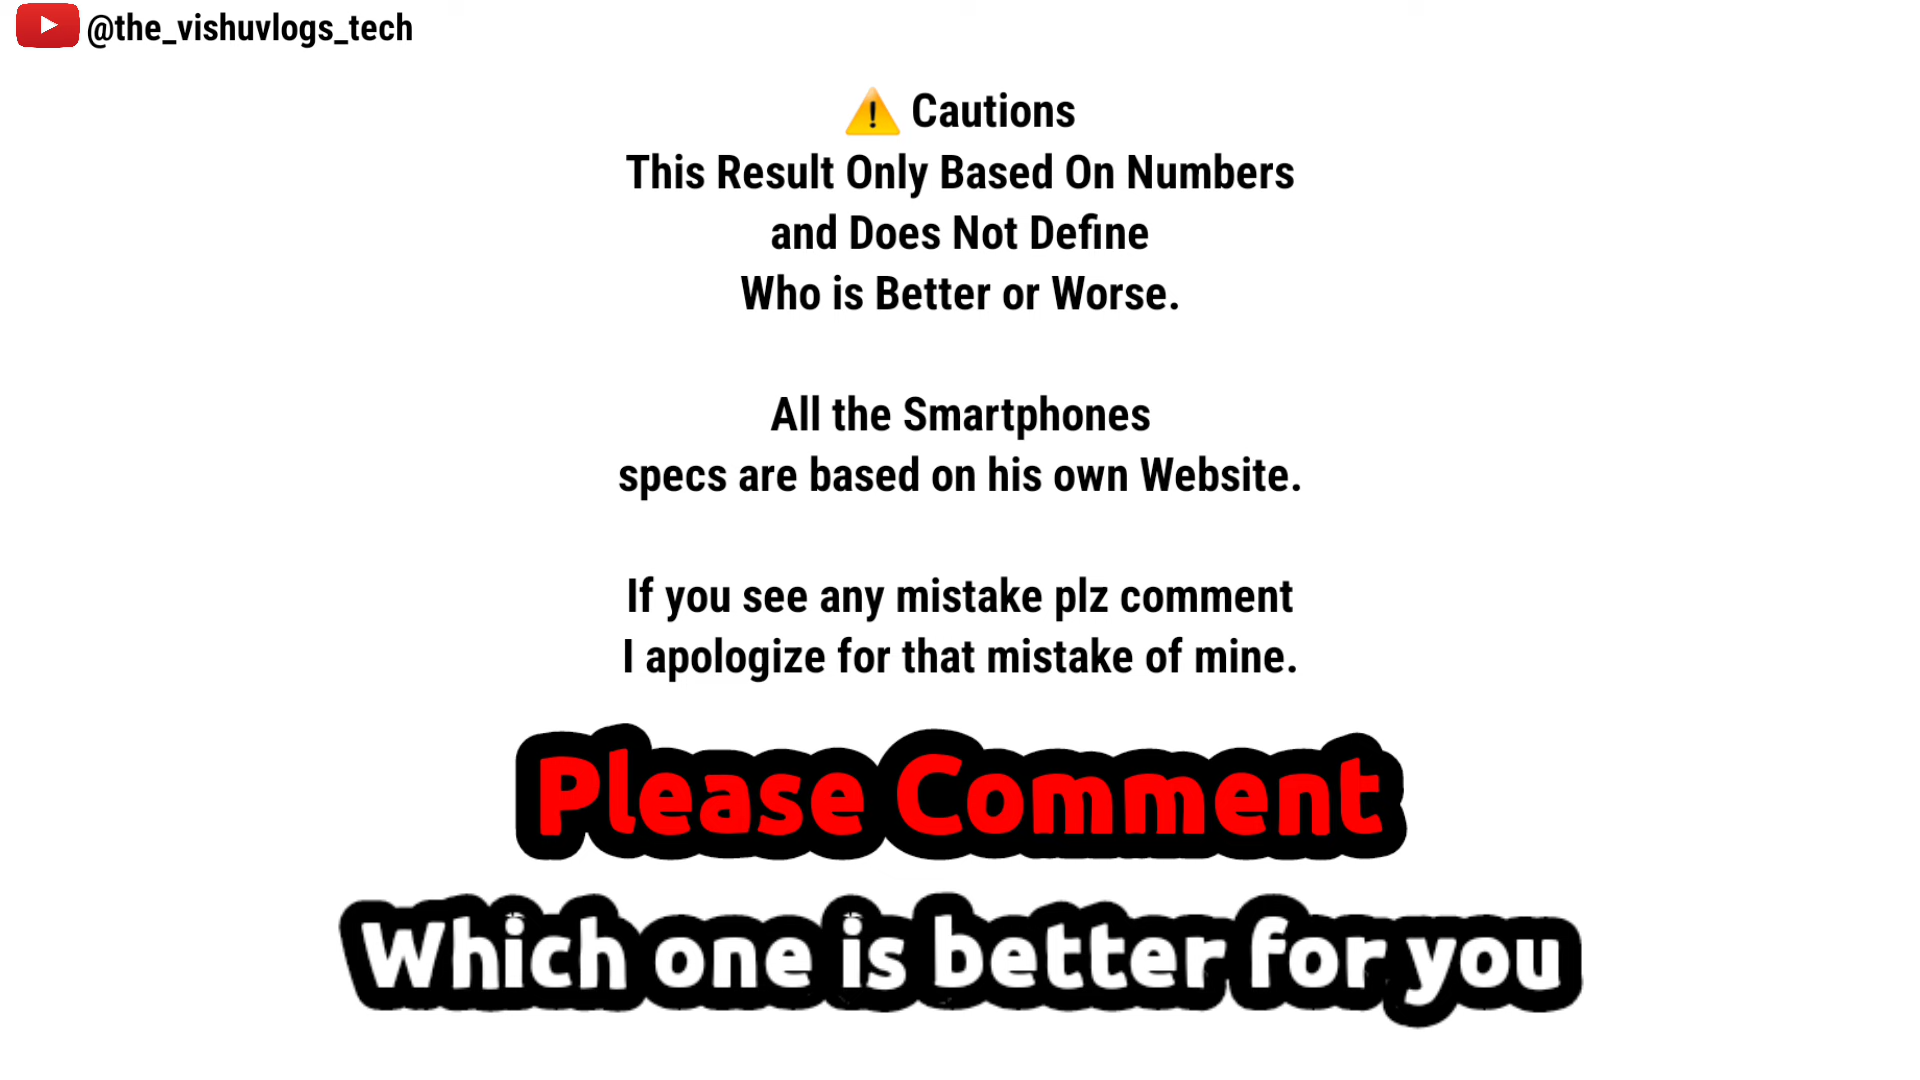 @the_vishuvlogs_tech
⚠️ Cautions
This Result Only Based On Numbers
and Does Not Define
Who is Better or Worse.
All the Smartphones
specs are based on his own Website.
If you see any mistake plz comment
I apologize for that mistake of mine.
Please Comment
Which one is better for you